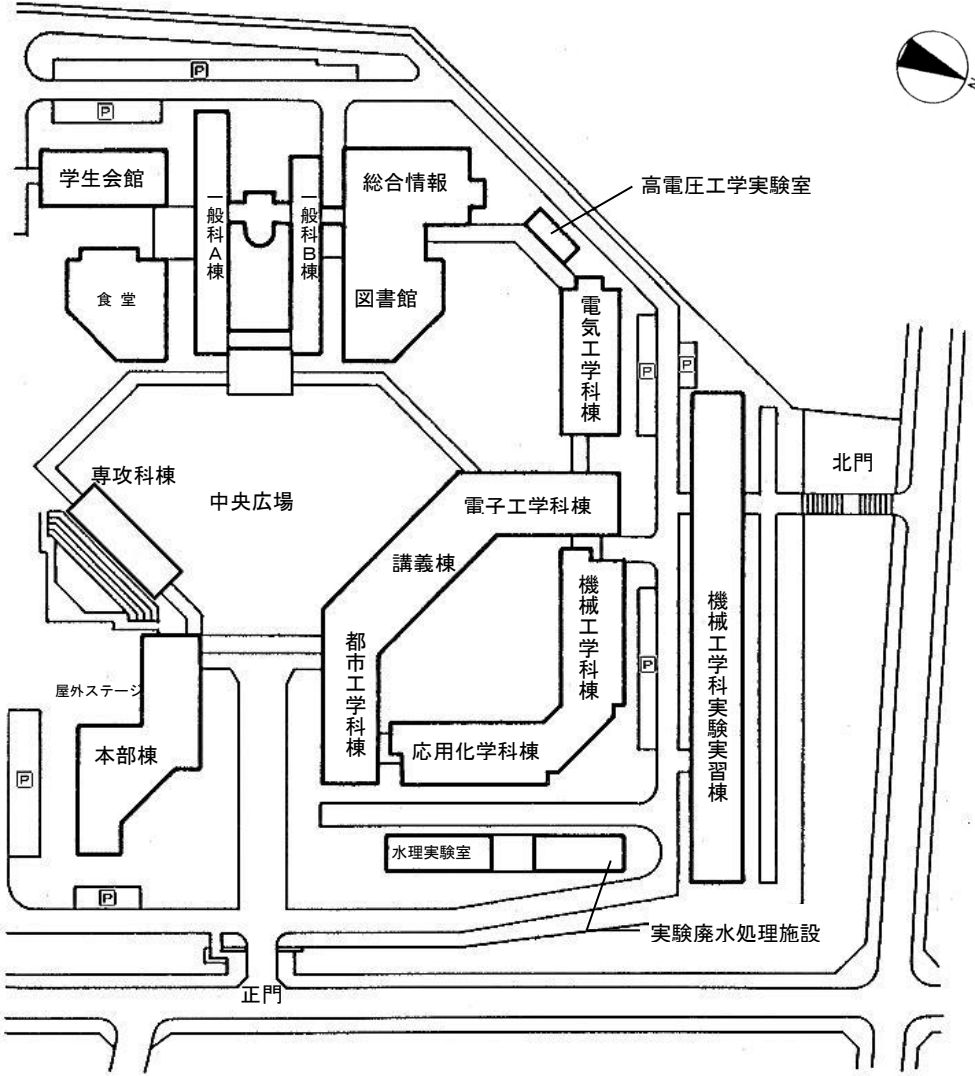 P
N
P
学生会館
一般科A棟
一般科B棟
総合情報
高電圧工学実験室
食堂
図書館
電気工学科棟
P
P
北門
専攻科棟
中央広場
電子工学科棟
講義棟
機械工学科棟
機械工学科実験実習棟
都市工学科棟
P
屋外ステージ
本部棟
応用化学科棟
P
水理実験室
P
実験廃水処理施設
正門